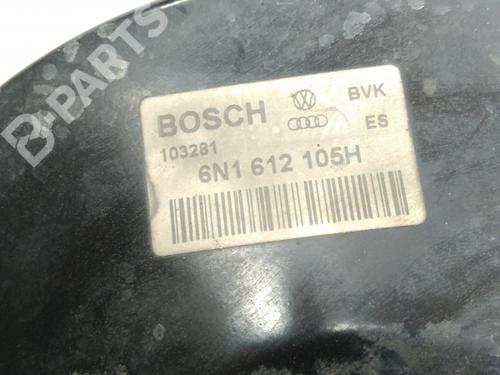 B-PARTS
BOSCH
BVK
103281
ES
6N1 612 105H